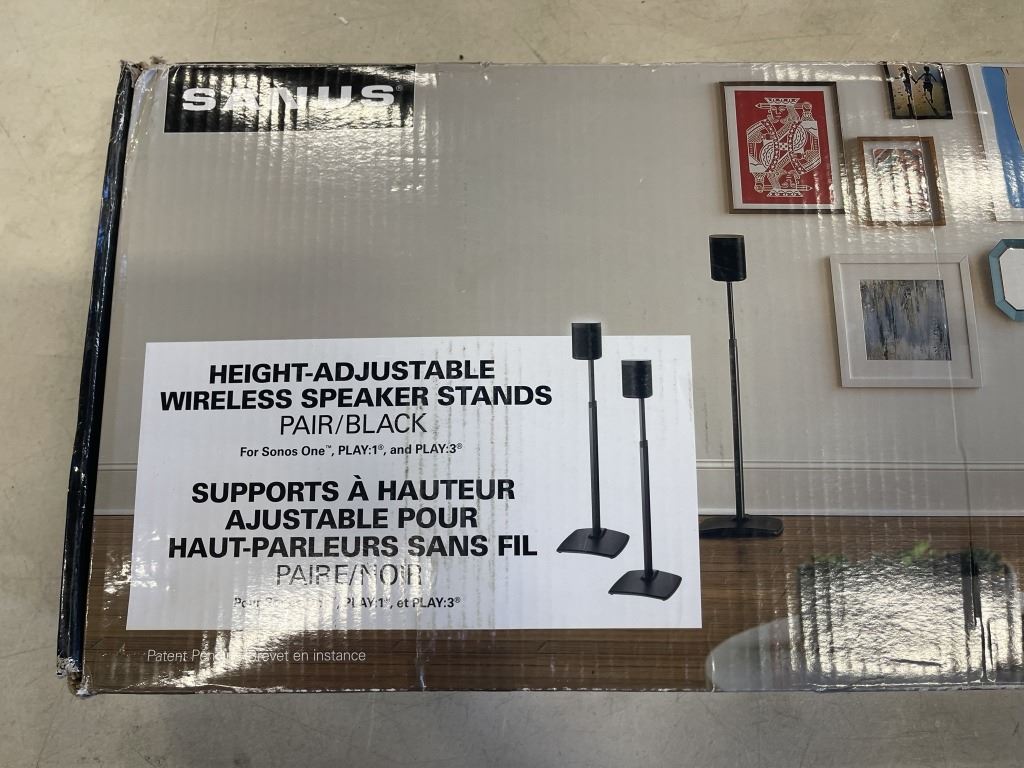 SANUS®
HEIGHT-ADJUSTABLE
WIRELESS SPEAKER STANDS
PAIR/BLACK
For Sonos One™, PLAY:1®, and PLAY:3®
SUPPORTS À HAUTEUR
AJUSTABLE POUR
HAUT-PARLEURS SANS FIL
PAIRE/NOIR
Pour PLAY:1®, et PLAY:3®
Patent Brevet en instance